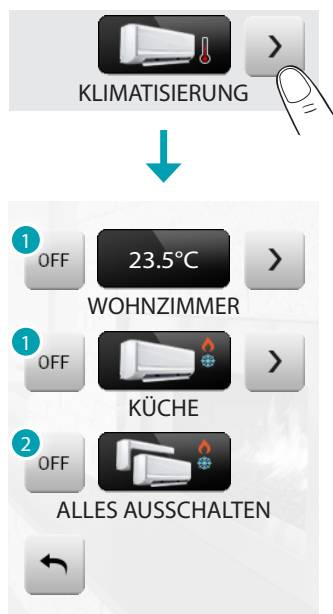 KLIMATISIERUNG
1
OFF 23.5°C
WOHNZIMMER
1
OFF
KÜCHE
2
OFF
ALLES AUSSCHALTEN